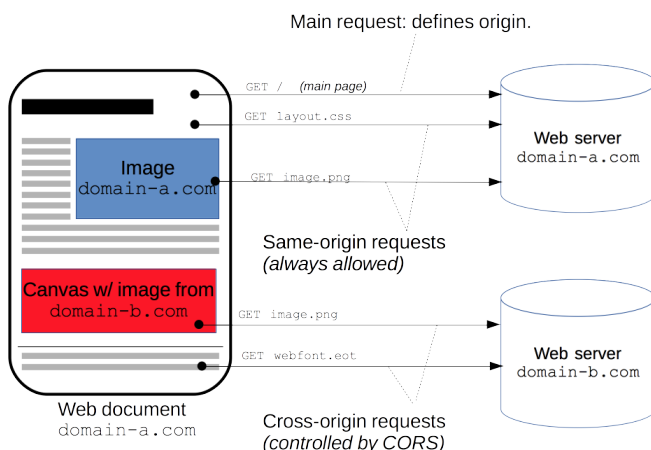 Main request: defines origin.
GET / (main page)
GET layout.css
Web server
domain-a.com
Image
domain-a.com
GET image.png
Same-origin requests
(always allowed)
Canvas w/ image from
domain-b.com
GET image.png
GET webfont.eot
Web server
domain-b.com
Web document
domain-a.com
Cross-origin requests
(controlled by CORS)